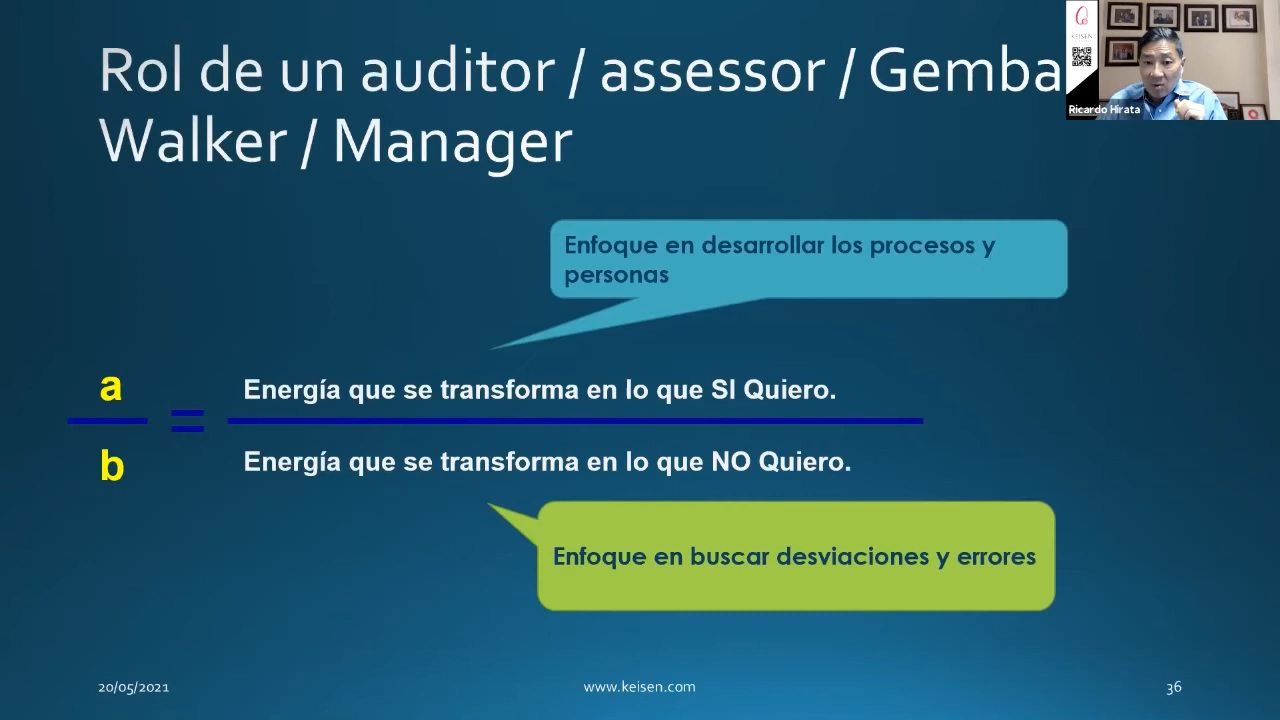 Rol de un auditor / assessor / Gemba
Walker / Manager
KEISEN
Ricardo Hirata
Enfoque en desarrollar los procesos y
personas
a
=
Energía que se transforma en lo que SI Quiero.
b
Energía que se transforma en lo que NO Quiero.
Enfoque en buscar desviaciones y errores
20/05/2021
www.keisen.com
36